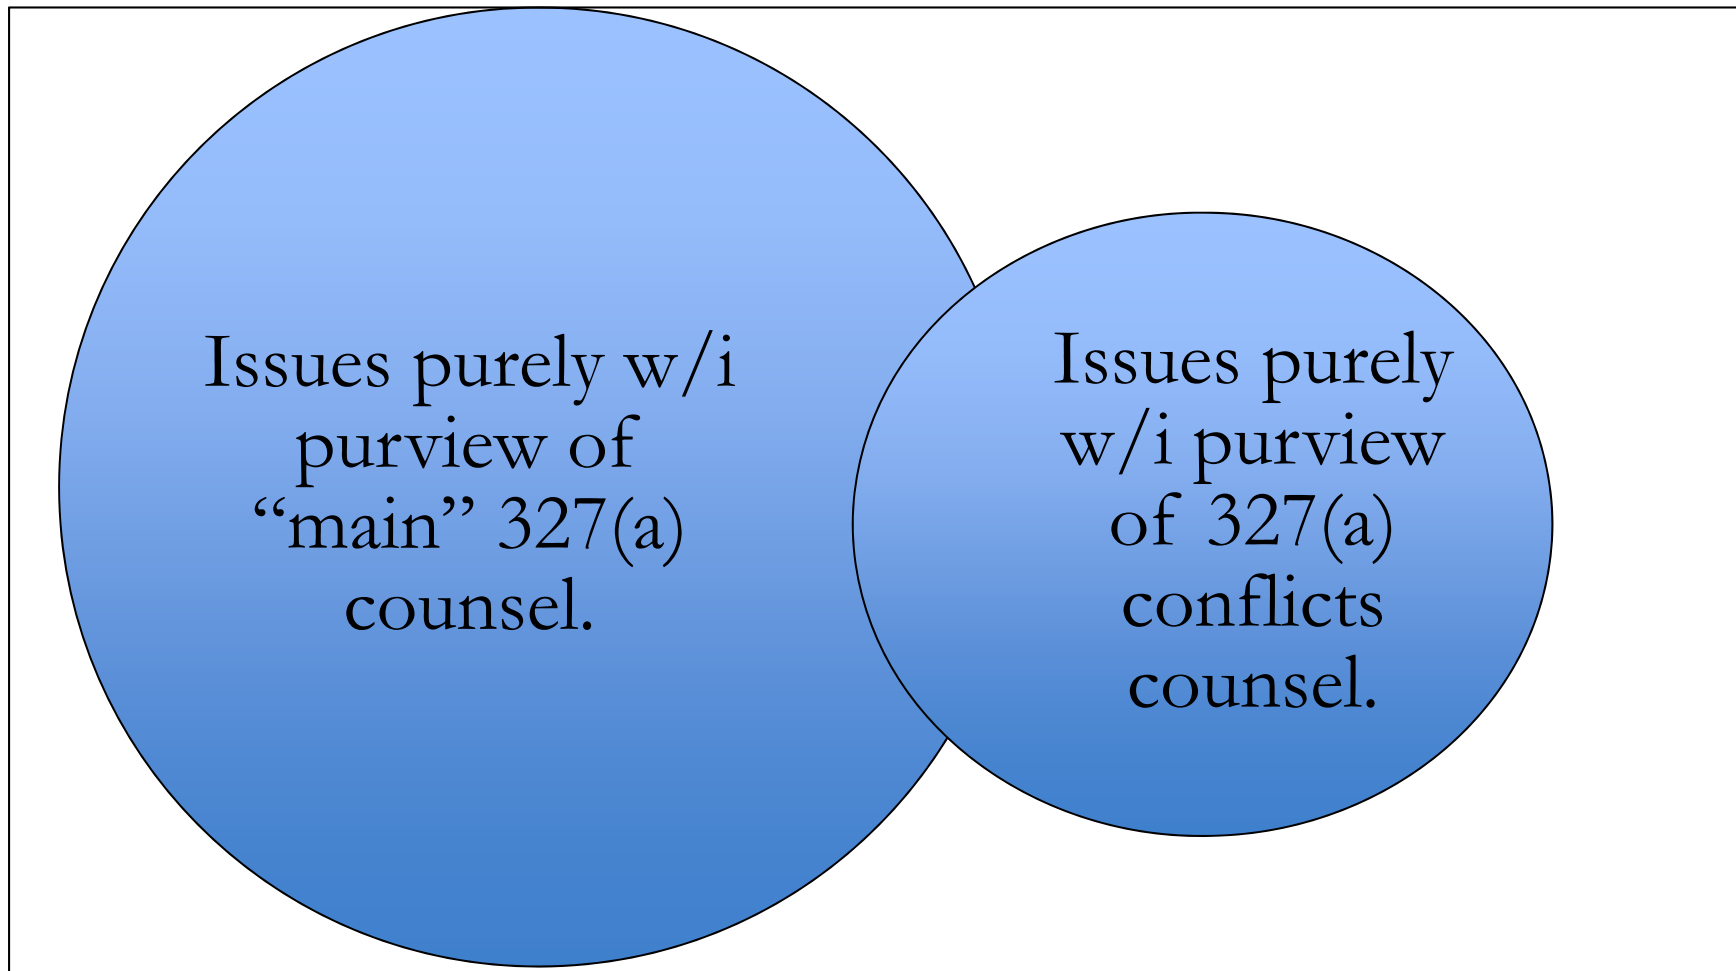 Issues purely w/i
purview of
“main” 327(a)
counsel.
Issues purely
w/i purview
of 327(a)
conflicts
counsel.